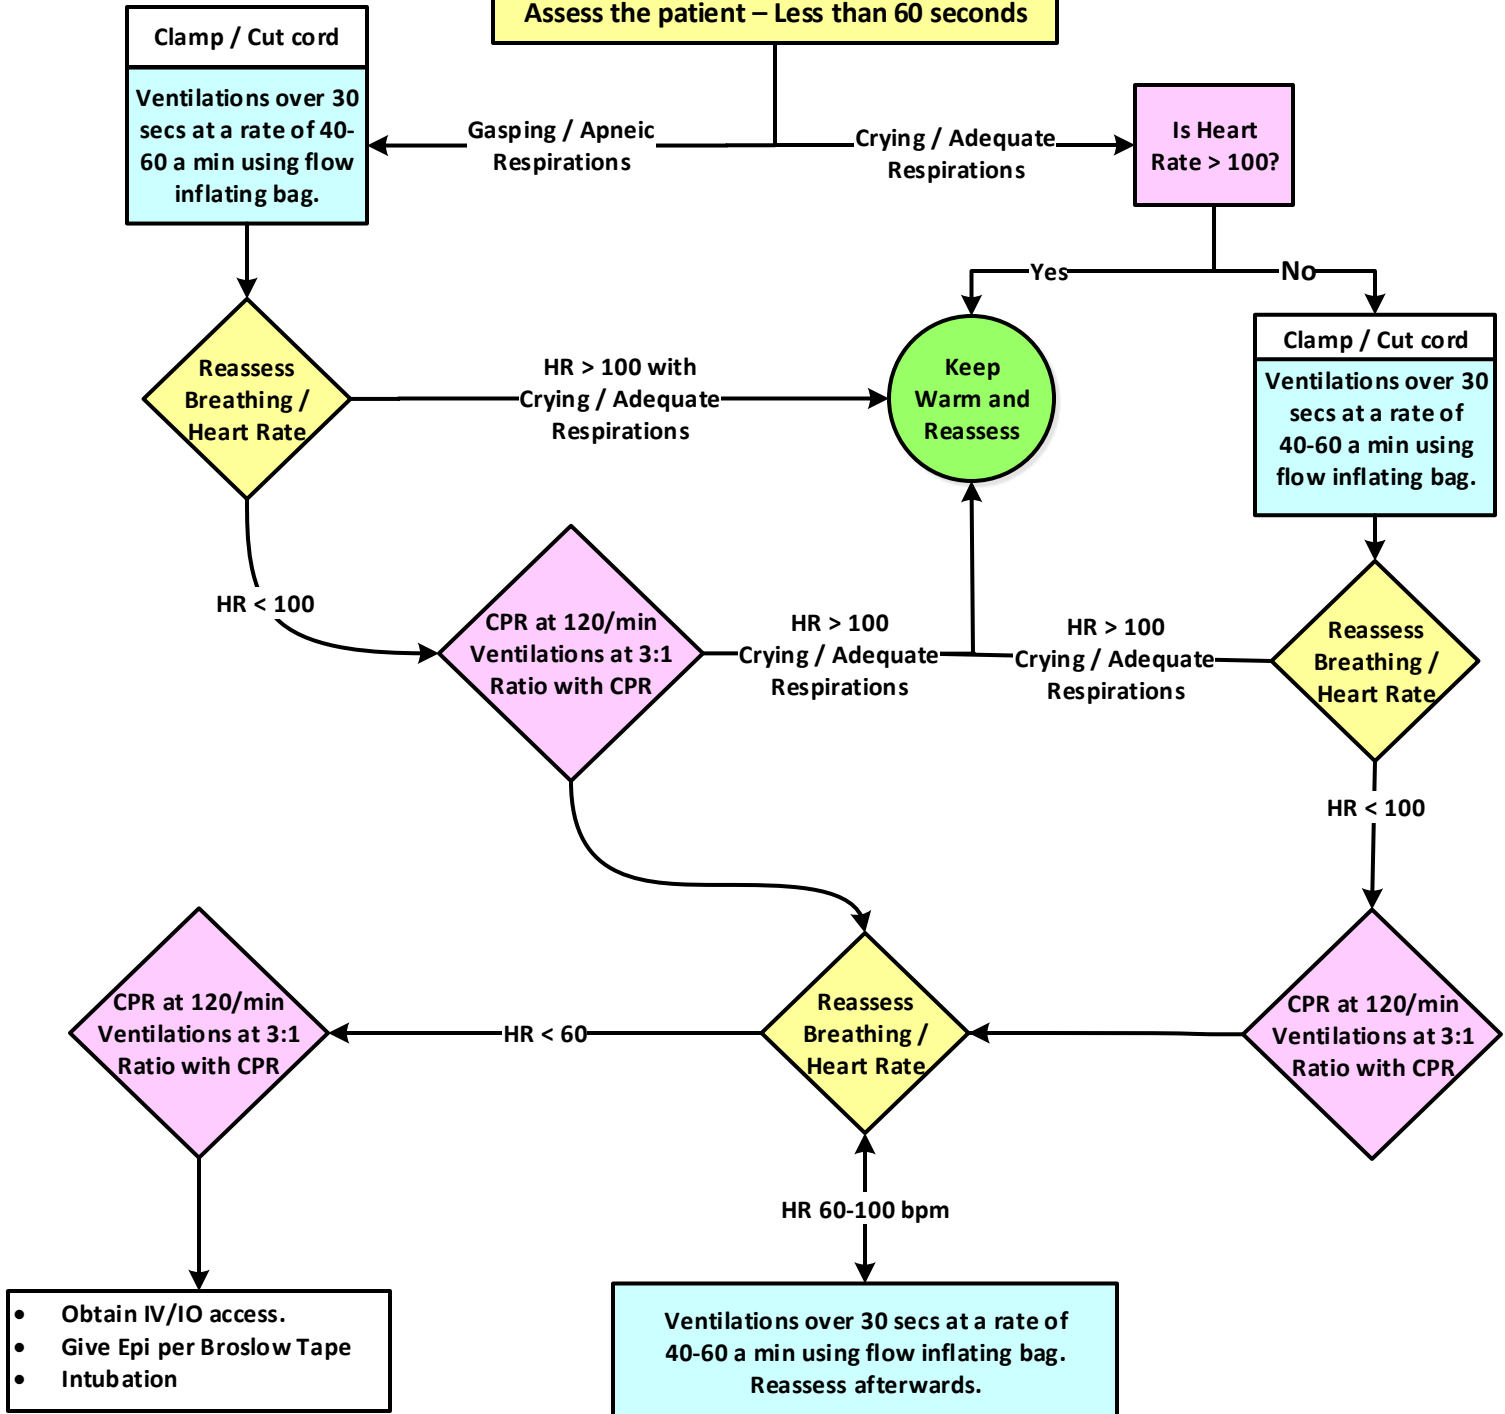 Assess the patient – Less than 60 seconds
Clamp / Cut cord
Ventilations over 30
secs at a rate of 40-
60 a min using flow
inflating bag.
Gasping / Apneic
Respirations
Crying / Adequate
Respirations
Is Heart
Rate > 100?
Yes
No
Reassess
Breathing /
Heart Rate
HR > 100 with
Crying / Adequate
Respirations
Keep
Warm and
Reassess
Clamp / Cut cord
Ventilations over 30
secs at a rate of
40-60 a min using
flow inflating bag.
HR < 100
CPR at 120/min
Ventilations at 3:1
Ratio with CPR
HR > 100
Crying / Adequate
Respirations
HR > 100
Crying / Adequate
Respirations
Reassess
Breathing /
Heart Rate
HR < 100
CPR at 120/min
Ventilations at 3:1
Ratio with CPR
HR < 60
Reassess
Breathing /
Heart Rate
CPR at 120/min
Ventilations at 3:1
Ratio with CPR
HR 60-100 bpm
• Obtain IV/IO access.
• Give Epi per Broslow Tape
• Intubation
Ventilations over 30 secs at a rate of
40-60 a min using flow inflating bag.
Reassess afterwards.